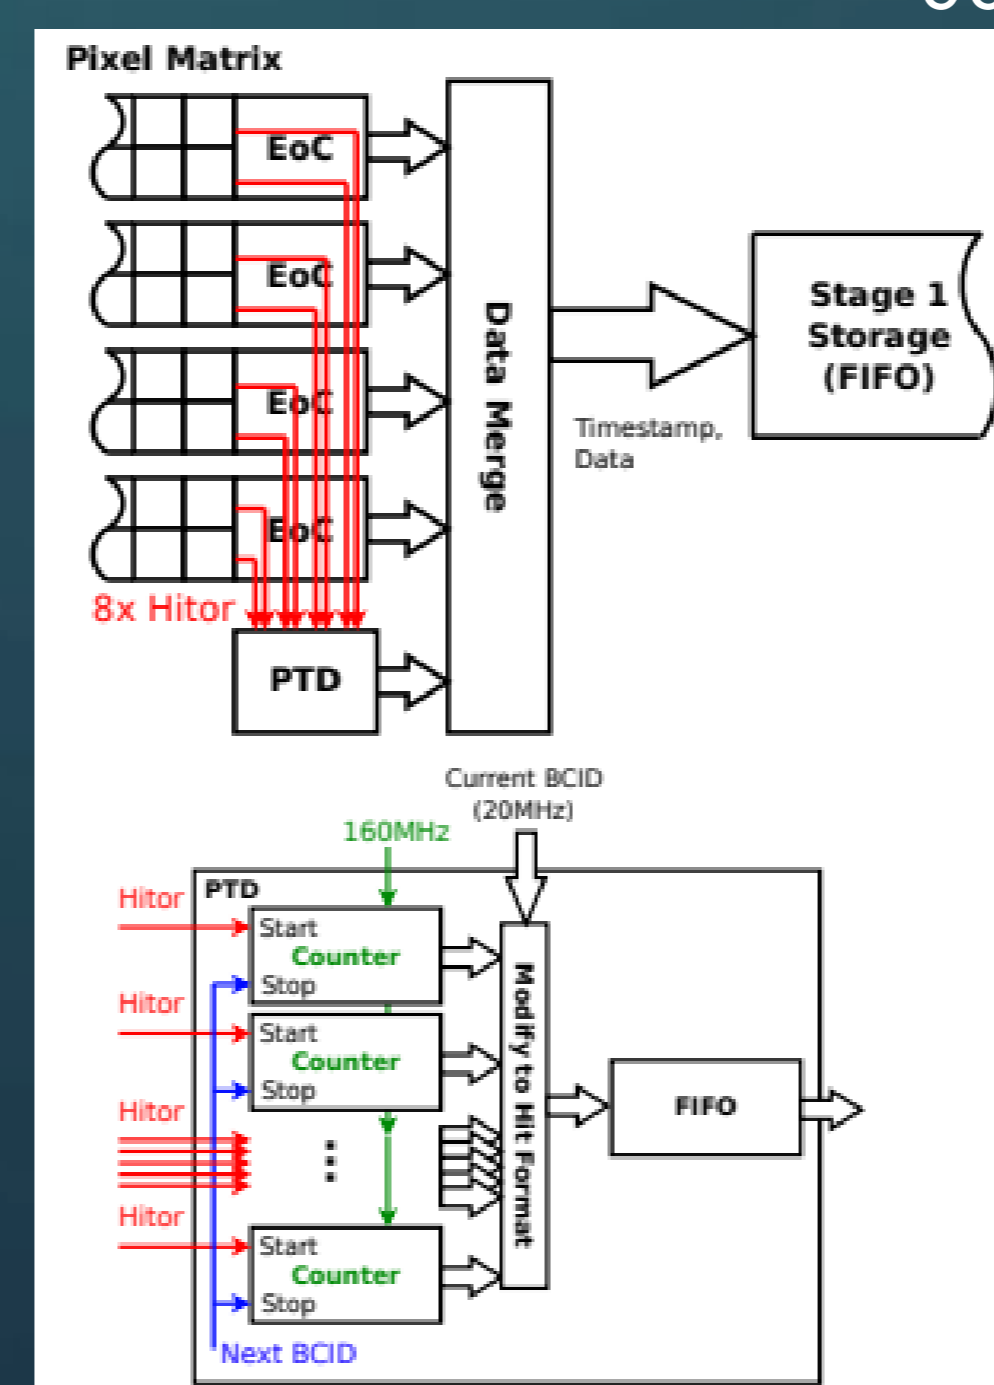 Pixel Matrix
EoC
EoC
EoC
EoC
8x Hitor
PTD
Data Merge
Timestamp,
Data
Stage 1
Storage
(FIFO)
Current BCID
(20MHz)
160MHz
PTD
Hitor
Start
Counter
Stop
Hitor
Start
Counter
Stop
Hitor
Hitor
Start
Counter
Stop
Next BCID
Modify to Hit Format
FIFO